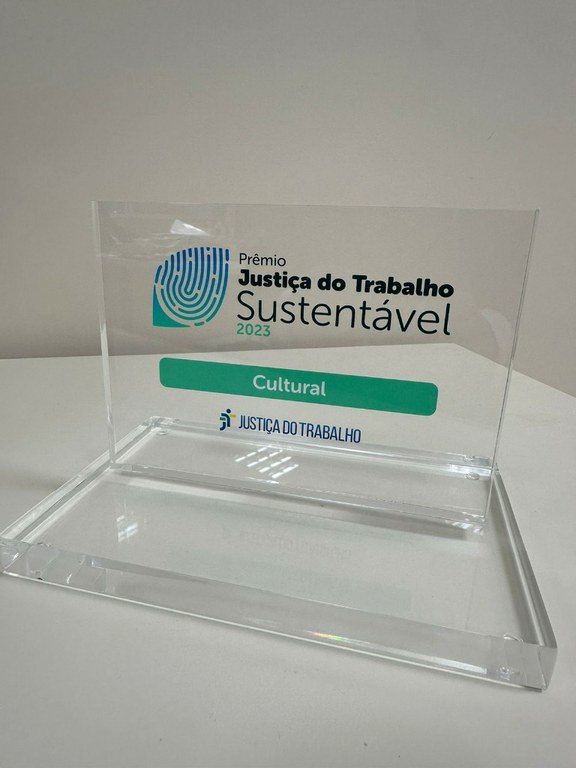 Prêmio
Justiça do Trabalho
Sustentável
2023
Cultural
JUSTIÇA DO TRABALHO